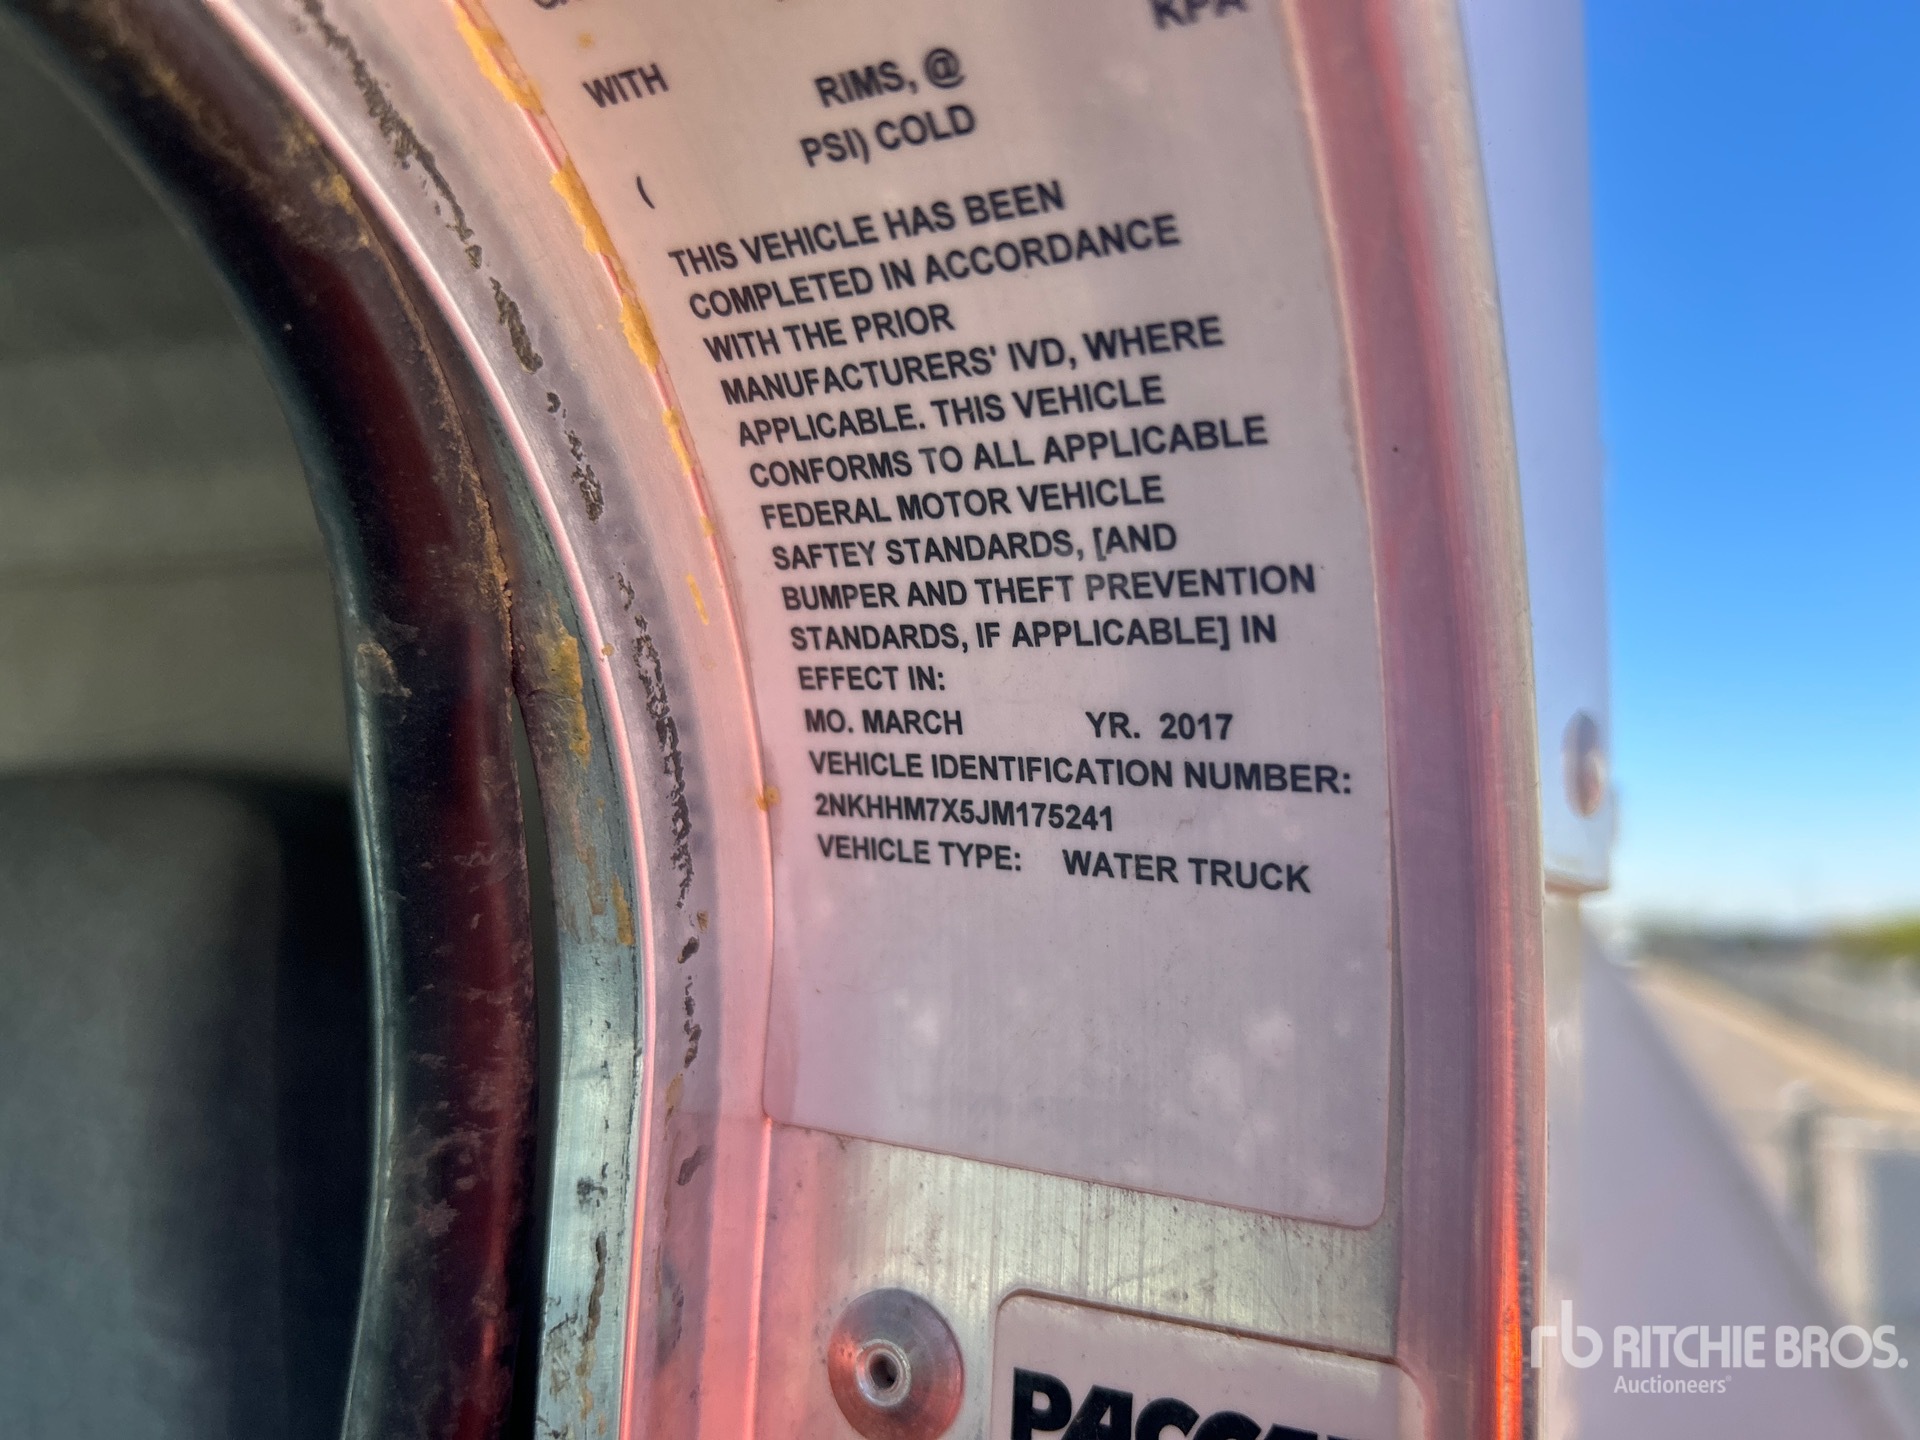 KPA
WITH RIMS, @
( PSI) COLD
THIS VEHICLE HAS BEEN
COMPLETED IN ACCORDANCE
WITH THE PRIOR
MANUFACTURERS' IVD, WHERE
APPLICABLE. THIS VEHICLE
CONFORMS TO ALL APPLICABLE
FEDERAL MOTOR VEHICLE
SAFTEY STANDARDS, [AND
BUMPER AND THEFT PREVENTION
STANDARDS, IF APPLICABLE] IN
EFFECT IN:
MO. MARCH YR. 2017
VEHICLE IDENTIFICATION NUMBER:
2NKHHM7X5JM175241
VEHICLE TYPE: WATER TRUCK
rb RITCHIE BROS.
Auctioneers